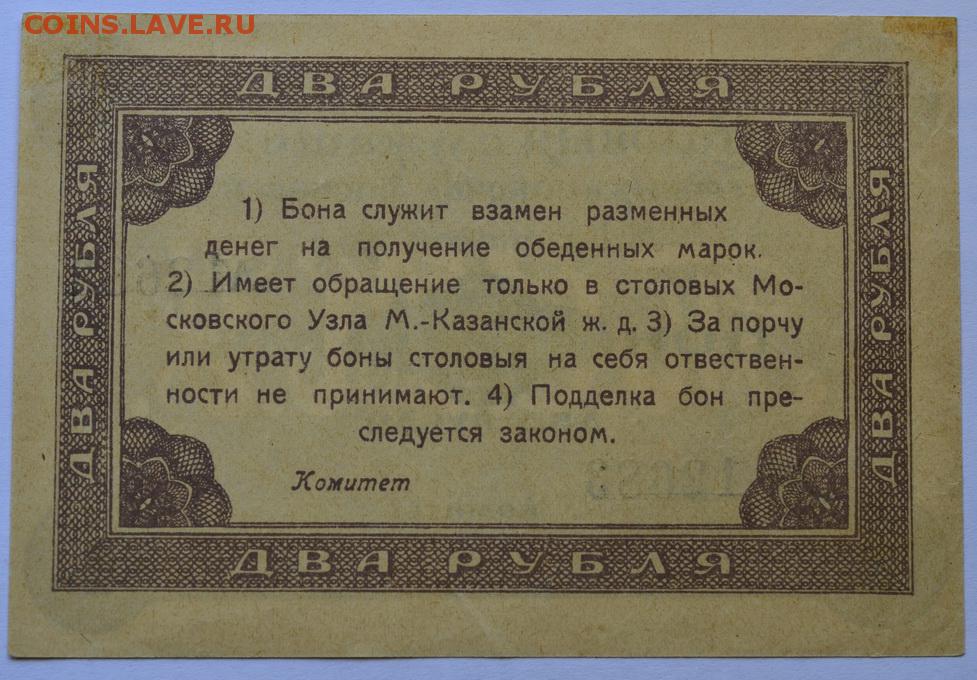 COINS.LAVE.RU
ДВА РУБЛЯ
ДВА РУБЛЯ
1) Бона служит взамен разменных
денег на получение обеденных марок.
2) Имеет обращение только в столовых Мо-
сковского Узла М.-Казанской ж. д. 3) За порчу
или утрату боны столовыя на себя отвествен-
ности не принимают. 4) Подделка бон пре-
следуется законом.
Комитет
ДВА РУБЛЯ
ДВА РУБЛЯ